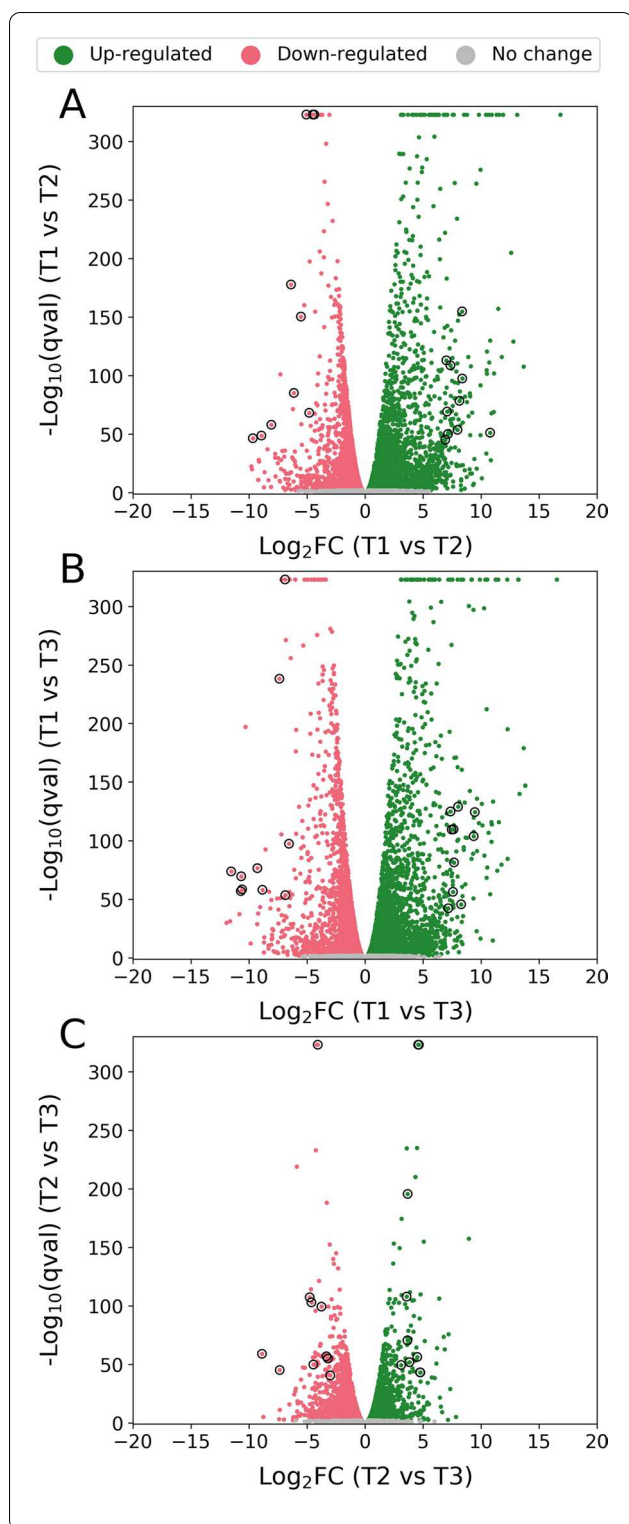 Up-regulated Down-regulated No change
A
-Log₁₀(qval) (T1 vs T2)
300
250
200
150
100
50
0
−20 −15 −10 −5 0 5 10 15 20
Log₂FC (T1 vs T2)
B
-Log₁₀(qval) (T1 vs T3)
300
250
200
150
100
50
0
−20 −15 −10 −5 0 5 10 15 20
Log₂FC (T1 vs T3)
C
-Log₁₀(qval) (T2 vs T3)
300
250
200
150
100
50
0
−20 −15 −10 −5 0 5 10 15 20
Log₂FC (T2 vs T3)